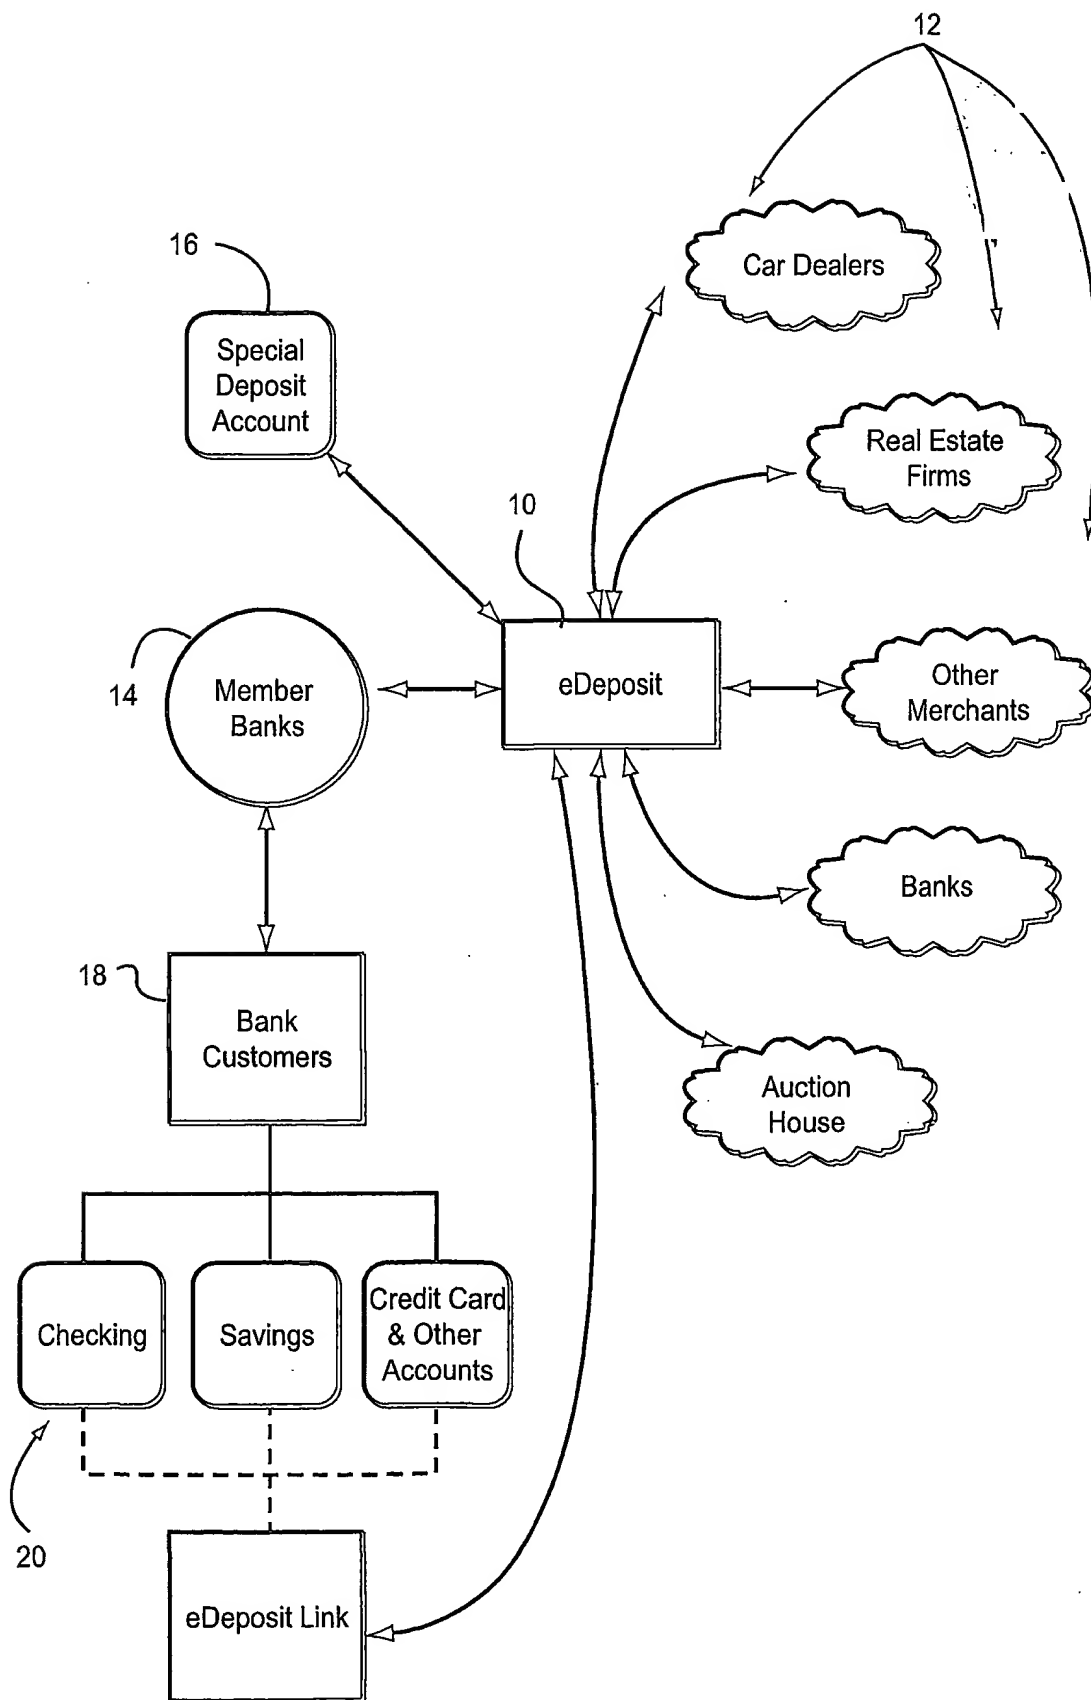 12
Car Dealers
16
Special
Deposit
Account
Real Estate
Firms
10
eDeposit
14
Member
Banks
Other
Merchants
Banks
18
Bank
Customers
Auction
House
Checking
Savings
Credit Card
& Other
Accounts
20
eDeposit Link